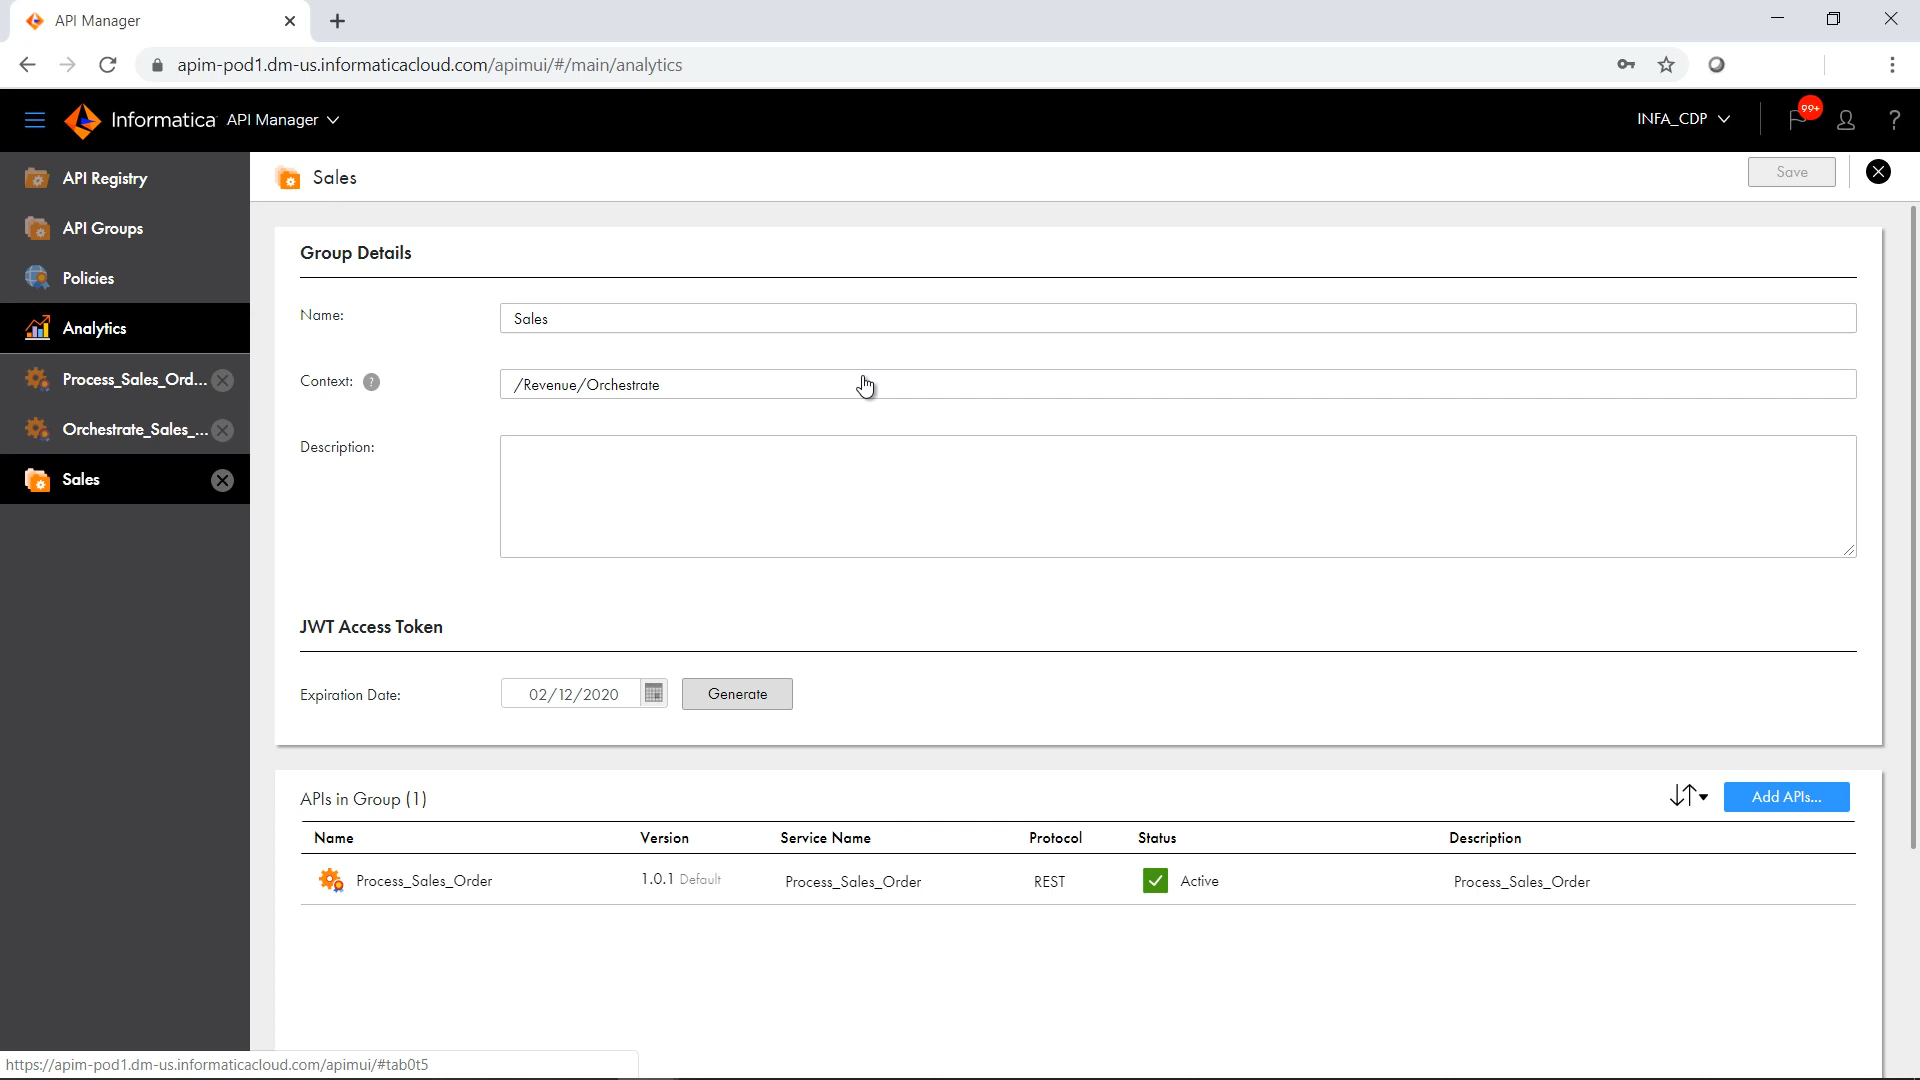 API Manager
apim-pod1.dm-us.informaticacloud.com/apimui/#/main/analytics
Informatica API Manager
INFA_CDP
99+
?
API Registry
API Groups
Policies
Analytics
Process_Sales_Ord...
Orchestrate_Sales_...
Sales
Sales
Save
Group Details
Name:
Sales
Context: ?
/Revenue/Orchestrate
Description:
JWT Access Token
Expiration Date:
02/12/2020
Generate
APIs in Group (1)
Add APIs...
Name Version Service Name Protocol Status Description
Process_Sales_Order 1.0.1 Default Process_Sales_Order REST Active Process_Sales_Order
https://apim-pod1.dm-us.informaticacloud.com/apimui/#tab0t5